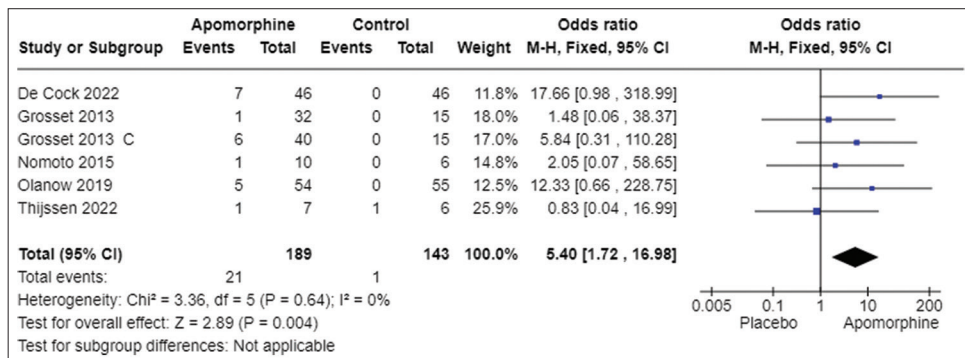 Apomorphine Control Odds ratio Odds ratio
Study or Subgroup Events Total Events Total Weight M-H, Fixed, 95% CI M-H, Fixed, 95% CI
De Cock 2022 7 46 0 46 11.8% 17.66 [0.98 , 318.99]
Grosset 2013 1 32 0 15 18.0% 1.48 [0.06 , 38.37]
Grosset 2013 C 6 40 0 15 17.0% 5.84 [0.31 , 110.28]
Nomoto 2015 1 10 0 6 14.8% 2.05 [0.07 , 58.65]
Olanow 2019 5 54 0 55 12.5% 12.33 [0.66 , 228.75]
Thijssen 2022 1 7 1 6 25.9% 0.83 [0.04 , 16.99]
Total (95% CI) 189 143 100.0% 5.40 [1.72 , 16.98]
Total events: 21 1
Heterogeneity: Chi² = 3.36, df = 5 (P = 0.64); I² = 0%
Test for overall effect: Z = 2.89 (P = 0.004)
Test for subgroup differences: Not applicable
0.005 0.1 1 10 200
Placebo Apomorphine